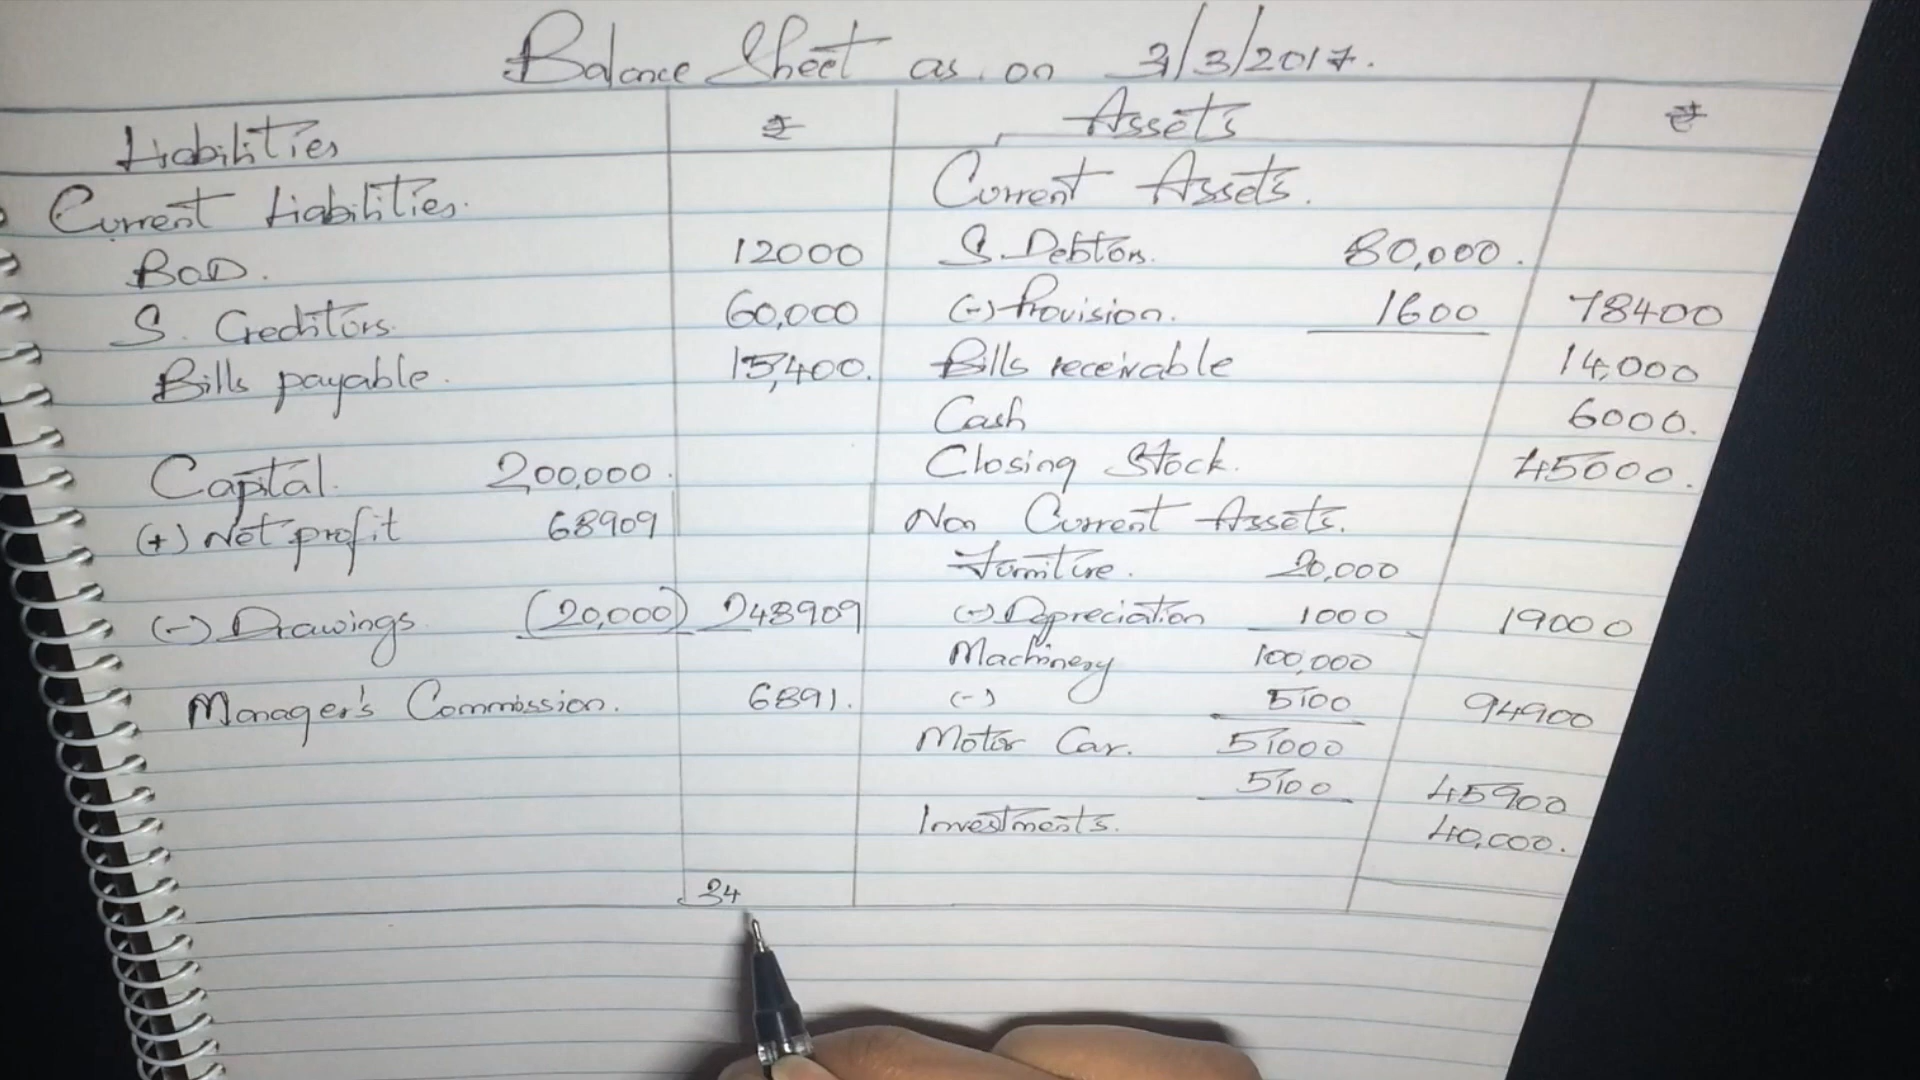 Balance Sheet as on 31/3/2017.
Liabilities ₹ Assets ₹
Current Liabilities. Current Assets.
BOD. 12000 S. Debtors. 80,000.
S. Creditors. 60,000 (-) Provision. 1600 78400
Bills payable. 15,400. Bills receivable 14,000
Cash 6000.
Capital. 200,000. Closing Stock. 45000.
(+) Net profit 68909 Non Current Assets.
Furniture. 20,000
(-) Drawings (20,000) 248909 (-) Depreciation 1000 19000
Machinery 100,000
Manager's Commission. 6891. (-) 5100 94900
Motor Car. 51000
5100 45900
Investments. 40,000.
34